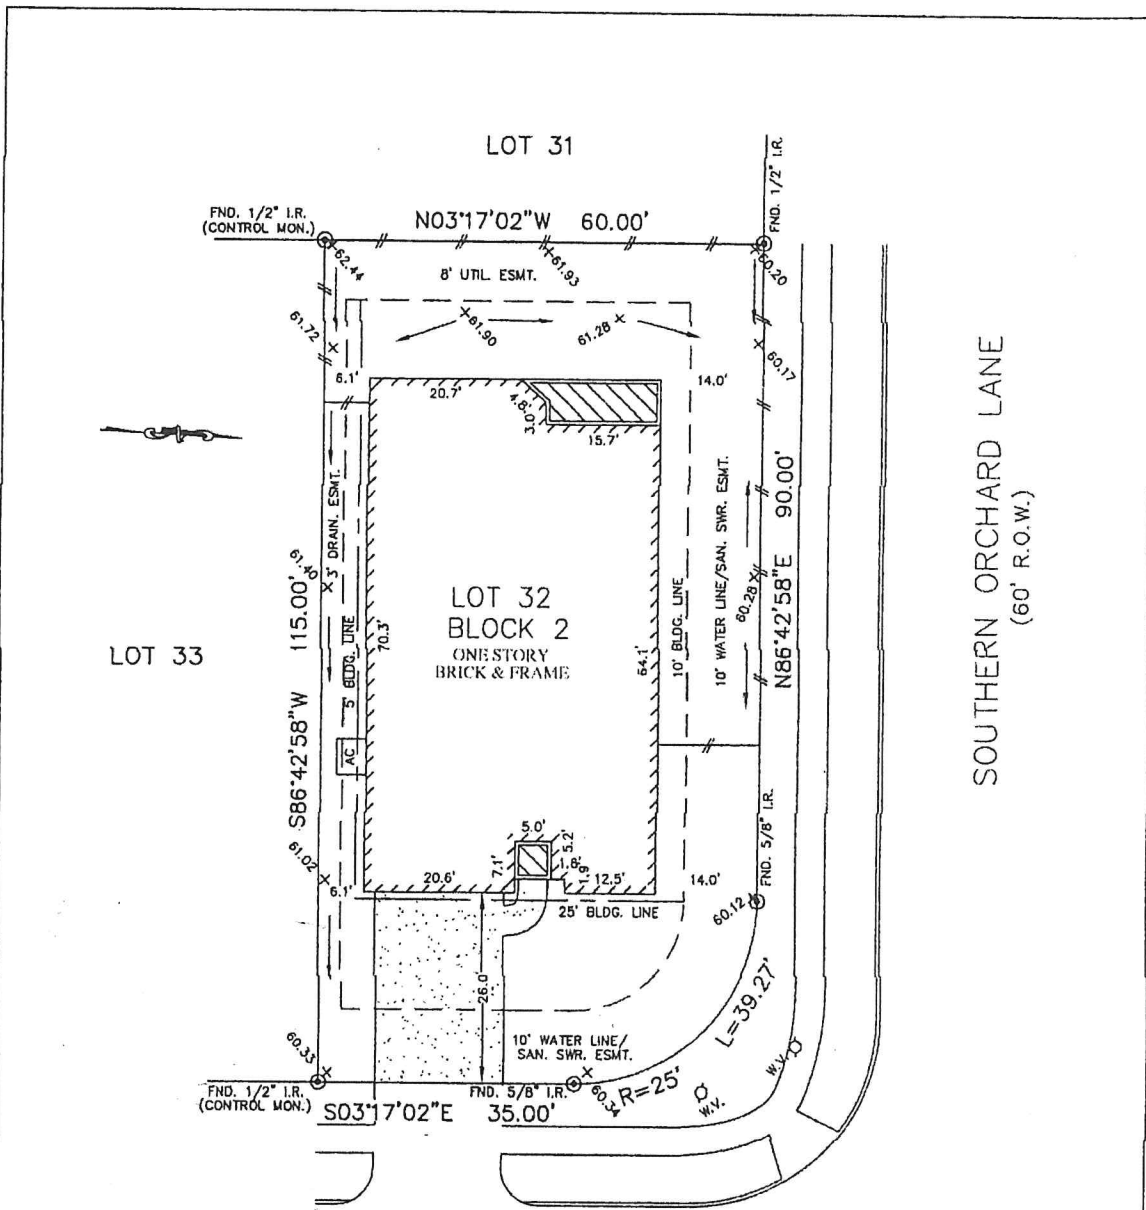 LOT 31
FND. 1/2" I.R.
(CONTROL MON.)
N03°17'02"W 60.00'
FND. 1/2" I.R.
62.44
61.93
60.20
8' UTIL. ESMT.
61.72
61.90
61.28
60.17
6.1'
20.7'
4.8'
3.0'
15.7'
14.0'
3' DRAIN. ESMT.
61.40
S86°42'58"W 115.00'
5' BLDG. LINE
70.3'
LOT 32
BLOCK 2
ONE STORY
BRICK & FRAME
64.1'
10' BLDG. LINE
10' WATER LINE/SAN. SWR. ESMT.
60.28
N86°42'58"E 90.00'
SOUTHERN ORCHARD LANE
(60' R.O.W.)
LOT 33
AC
61.02
6.1'
20.6'
7.1'
5.0'
5.2'
1.8'
1.9'
12.5'
14.0'
FND. 5/8" I.R.
60.12
25' BLDG. LINE
26.0'
10' WATER LINE/
SAN. SWR. ESMT.
L=39.27'
R=25'
W.V.
W.V.
60.33
60.34
FND. 1/2" I.R.
(CONTROL MON.)
FND. 5/8" I.R.
S03°17'02"E 35.00'